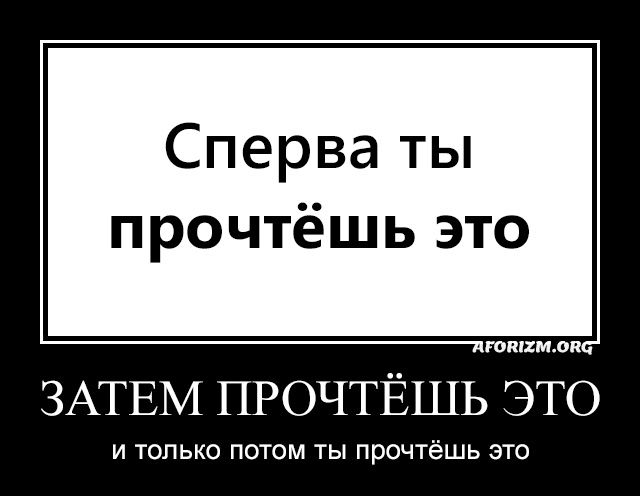 Сперва ты
прочтёшь это
AFORIZM.ORG
ЗАТЕМ ПРОЧТЁШЬ ЭТО
и только потом ты прочтёшь это